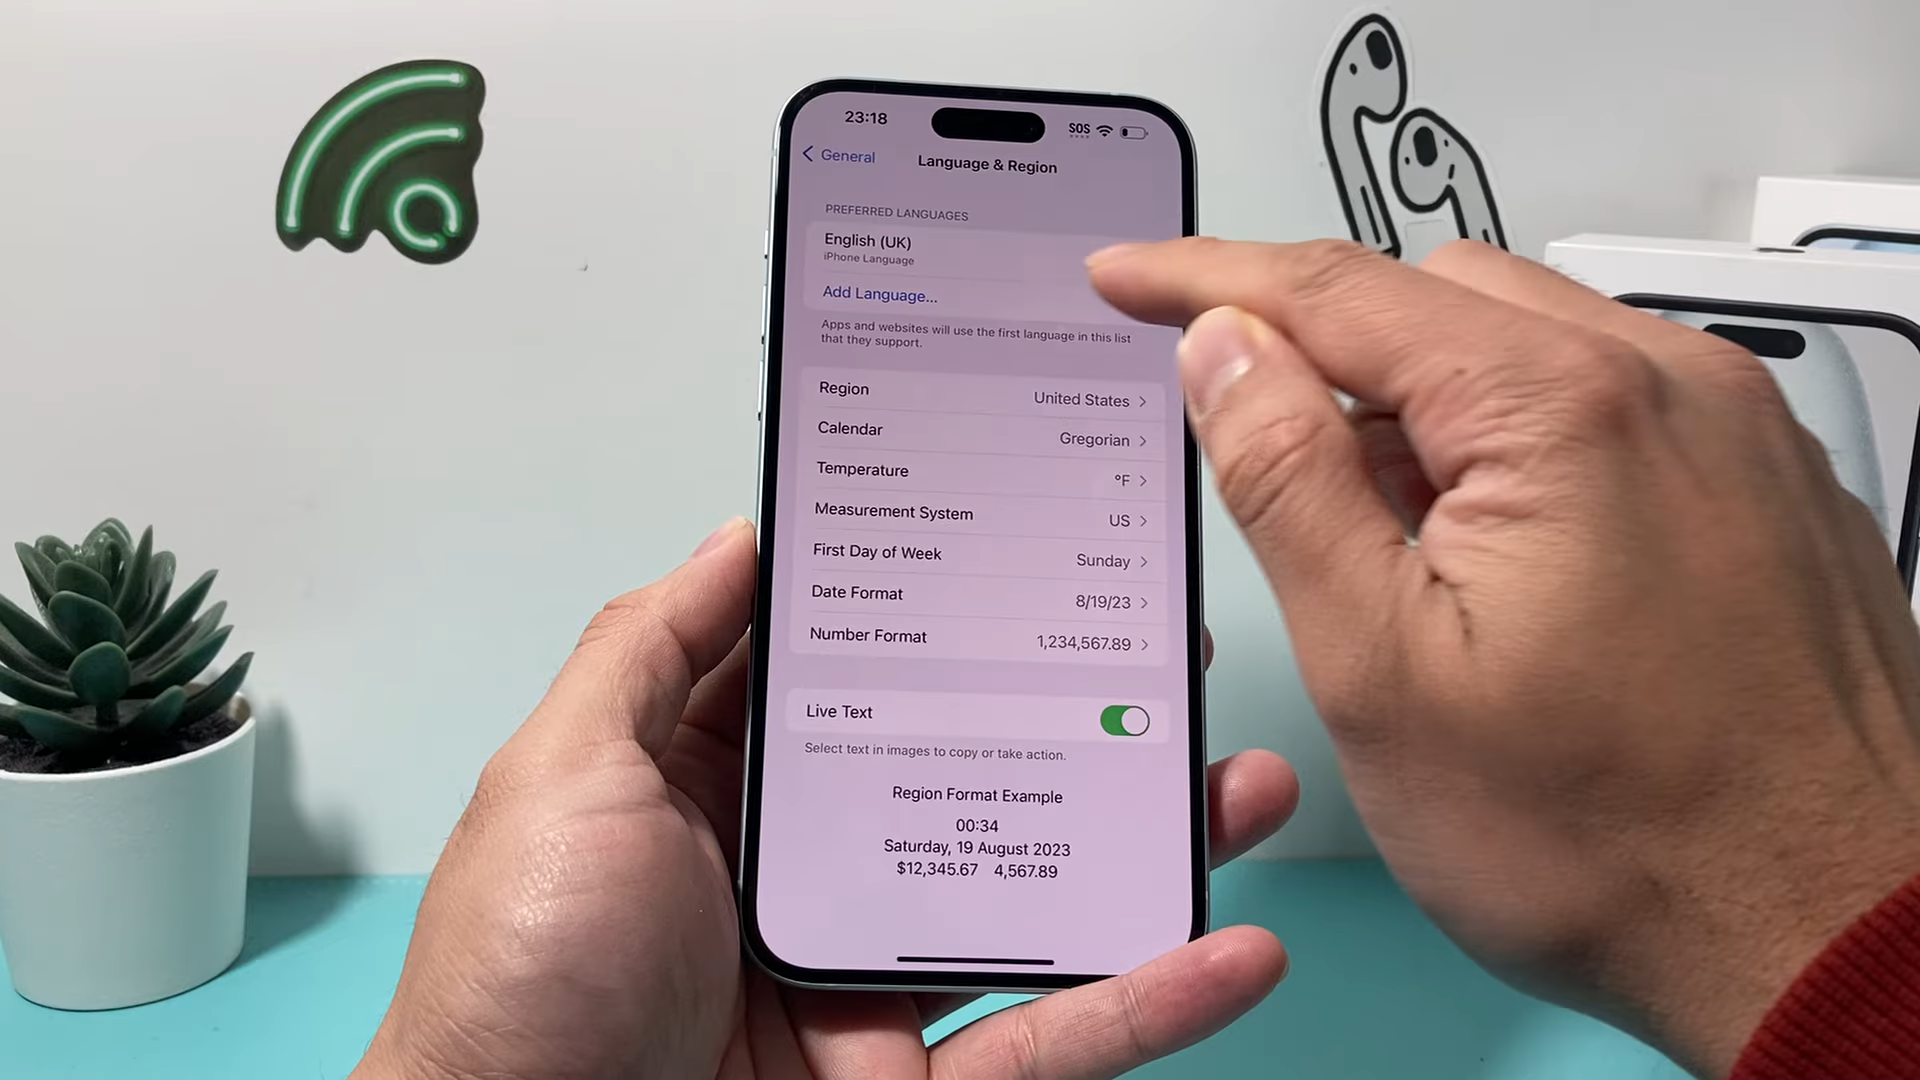 23:18
SOS
General
Language & Region
PREFERRED LANGUAGES
English (UK)
iPhone Language
Add Language...
Apps and websites will use the first language in this list
that they support.
Region United States
Calendar Gregorian
Temperature °F
Measurement System US
First Day of Week Sunday
Date Format 8/19/23
Number Format 1,234,567.89
Live Text
Select text in images to copy or take action.
Region Format Example
00:34
Saturday, 19 August 2023
$12,345.67 4,567.89